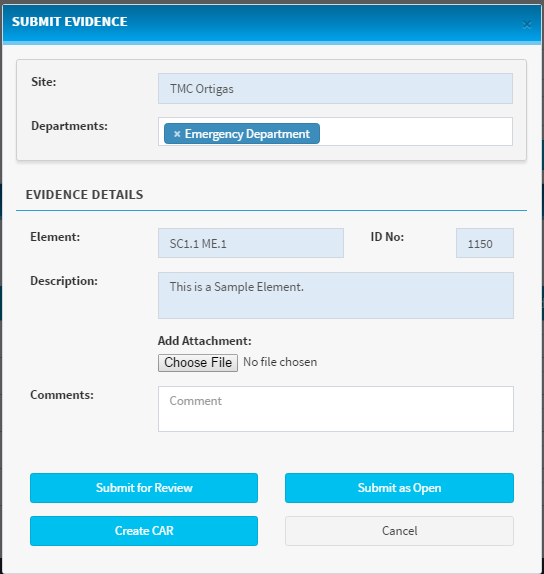 SUBMIT EVIDENCE ×
Site: TMC Ortigas
Departments: × Emergency Department
EVIDENCE DETAILS
Element: SC1.1 ME.1 ID No: 1150
Description: This is a Sample Element.
Add Attachment:
Choose File No file chosen
Comments: Comment
Submit for Review Submit as Open
Create CAR Cancel